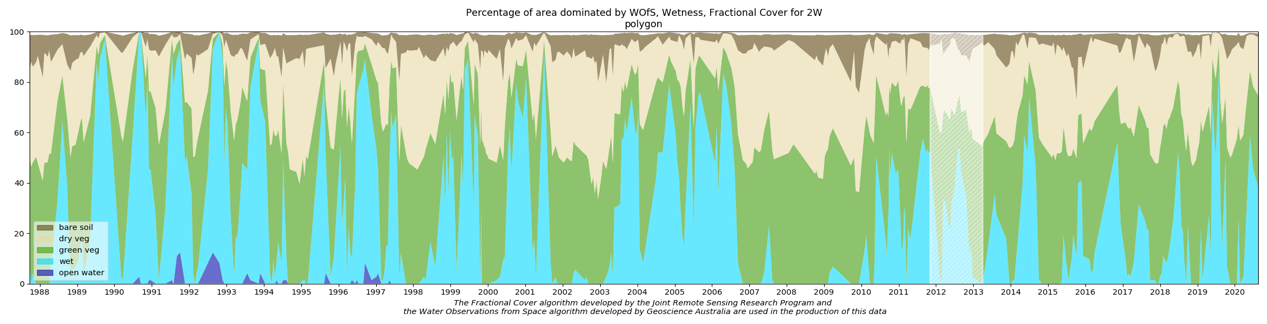 Percentage of area dominated by WOfS, Wetness, Fractional Cover for 2W
polygon
100
80
60
40
20
0
bare soil
dry veg
green veg
wet
open water
1988 1989 1990 1991 1992 1993 1994 1995 1996 1997 1998 1999 2000 2001 2002 2003 2004 2005 2006 2007 2008 2009 2010 2011 2012 2013 2014 2015 2016 2017 2018 2019 2020
The Fractional Cover algorithm developed by the Joint Remote Sensing Research Program and
the Water Observations from Space algorithm developed by Geoscience Australia are used in the production of this data